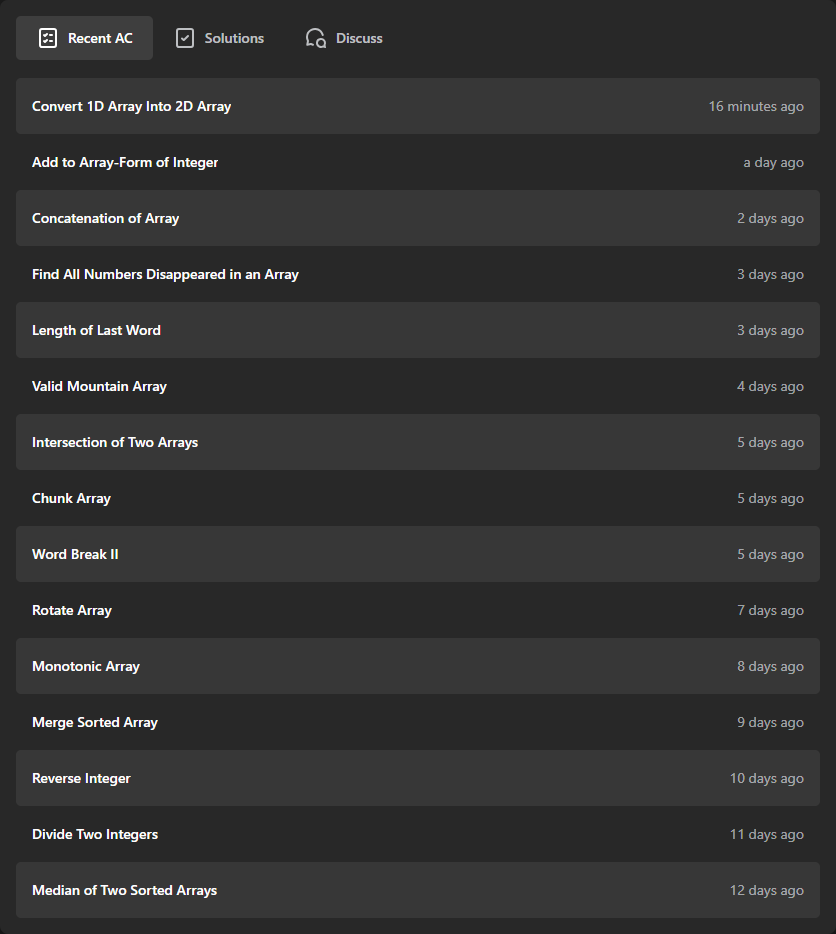 Recent AC Solutions Discuss
Convert 1D Array Into 2D Array 16 minutes ago
Add to Array-Form of Integer a day ago
Concatenation of Array 2 days ago
Find All Numbers Disappeared in an Array 3 days ago
Length of Last Word 3 days ago
Valid Mountain Array 4 days ago
Intersection of Two Arrays 5 days ago
Chunk Array 5 days ago
Word Break II 5 days ago
Rotate Array 7 days ago
Monotonic Array 8 days ago
Merge Sorted Array 9 days ago
Reverse Integer 10 days ago
Divide Two Integers 11 days ago
Median of Two Sorted Arrays 12 days ago